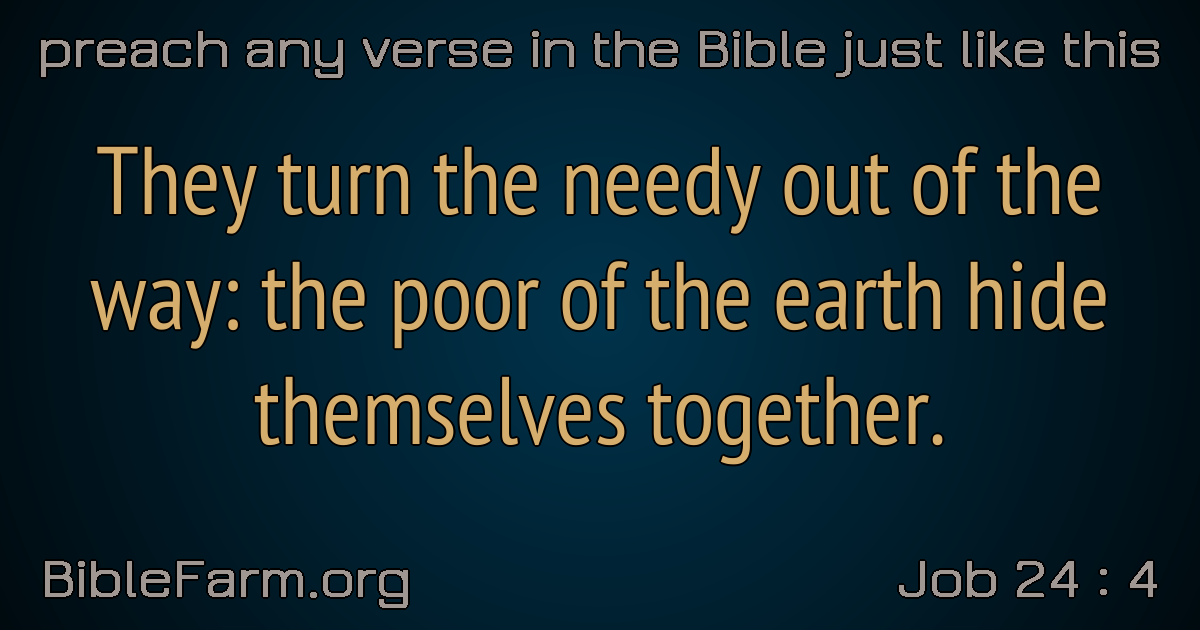 preach any verse in the Bible just like this
They turn the needy out of the
way: the poor of the earth hide
themselves together.
BibleFarm.org
Job 24 : 4